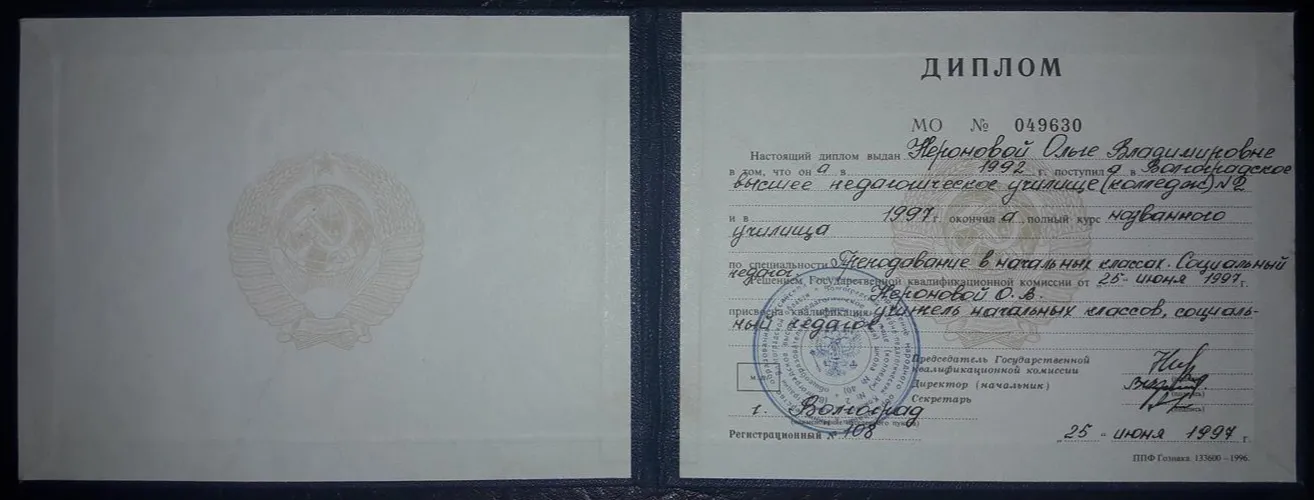 ДИПЛОМ
МО № 049630
Настоящий диплом выдан Нероновой Ольге Владимировне
в том, что он а в 1992 г. поступил а в Волгоградское
высшее педагогическое училище (колледж) №2
и в 1997 г. окончил а полный курс названного
училища
по специальности Преподавание в начальных классах. Социальный
педагог.
Решением Государственной квалификационной комиссии от 25 июня 1997 г.
Нероновой О.В.
присвоена квалификация учитель начальных классов, социаль-
ный педагог
Председатель Государственной
квалификационной комиссии
Директор (начальник)
Секретарь
г. Волгоград
Регистрационный № 108
25 июня 1997 г.
ППФ Гознака. 133600 – 1996.